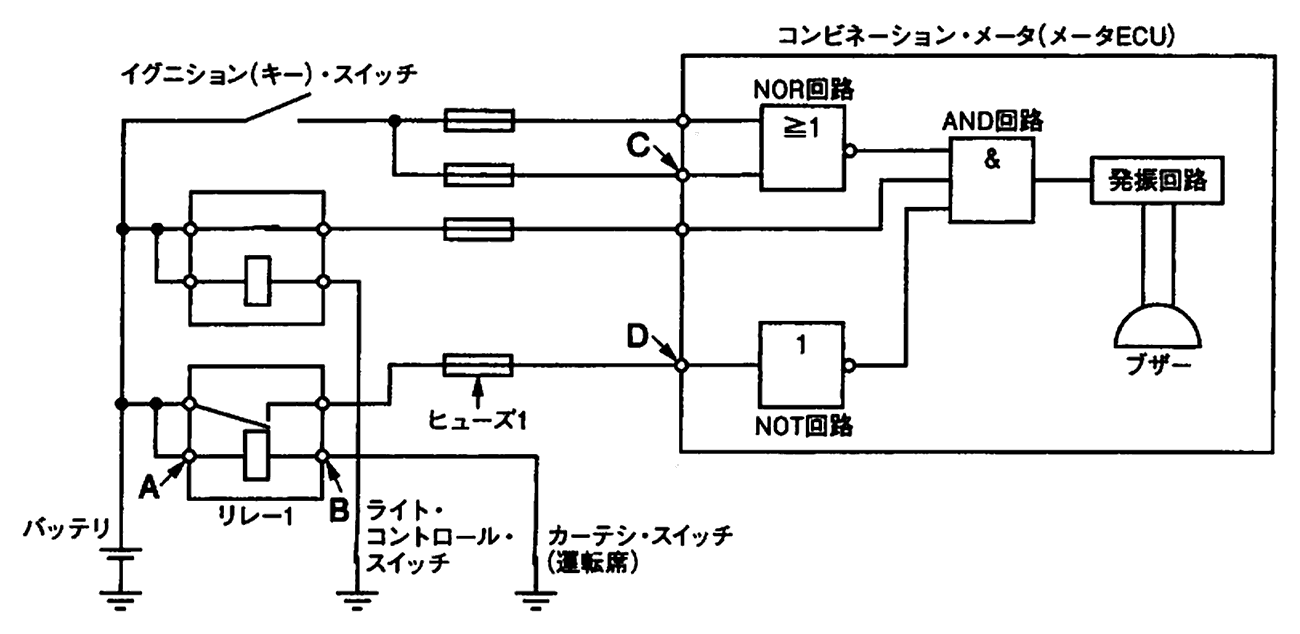 コンビネーション・メータ(メータECU)
イグニション(キー)・スイッチ
NOR回路
≧1
AND回路
&
C
発振回路
D
1
ブザー
ヒューズ1
NOT回路
A
B
リレー1
バッテリ
ライト・
コントロール・
スイッチ
カーテシ・スイッチ
(運転席)